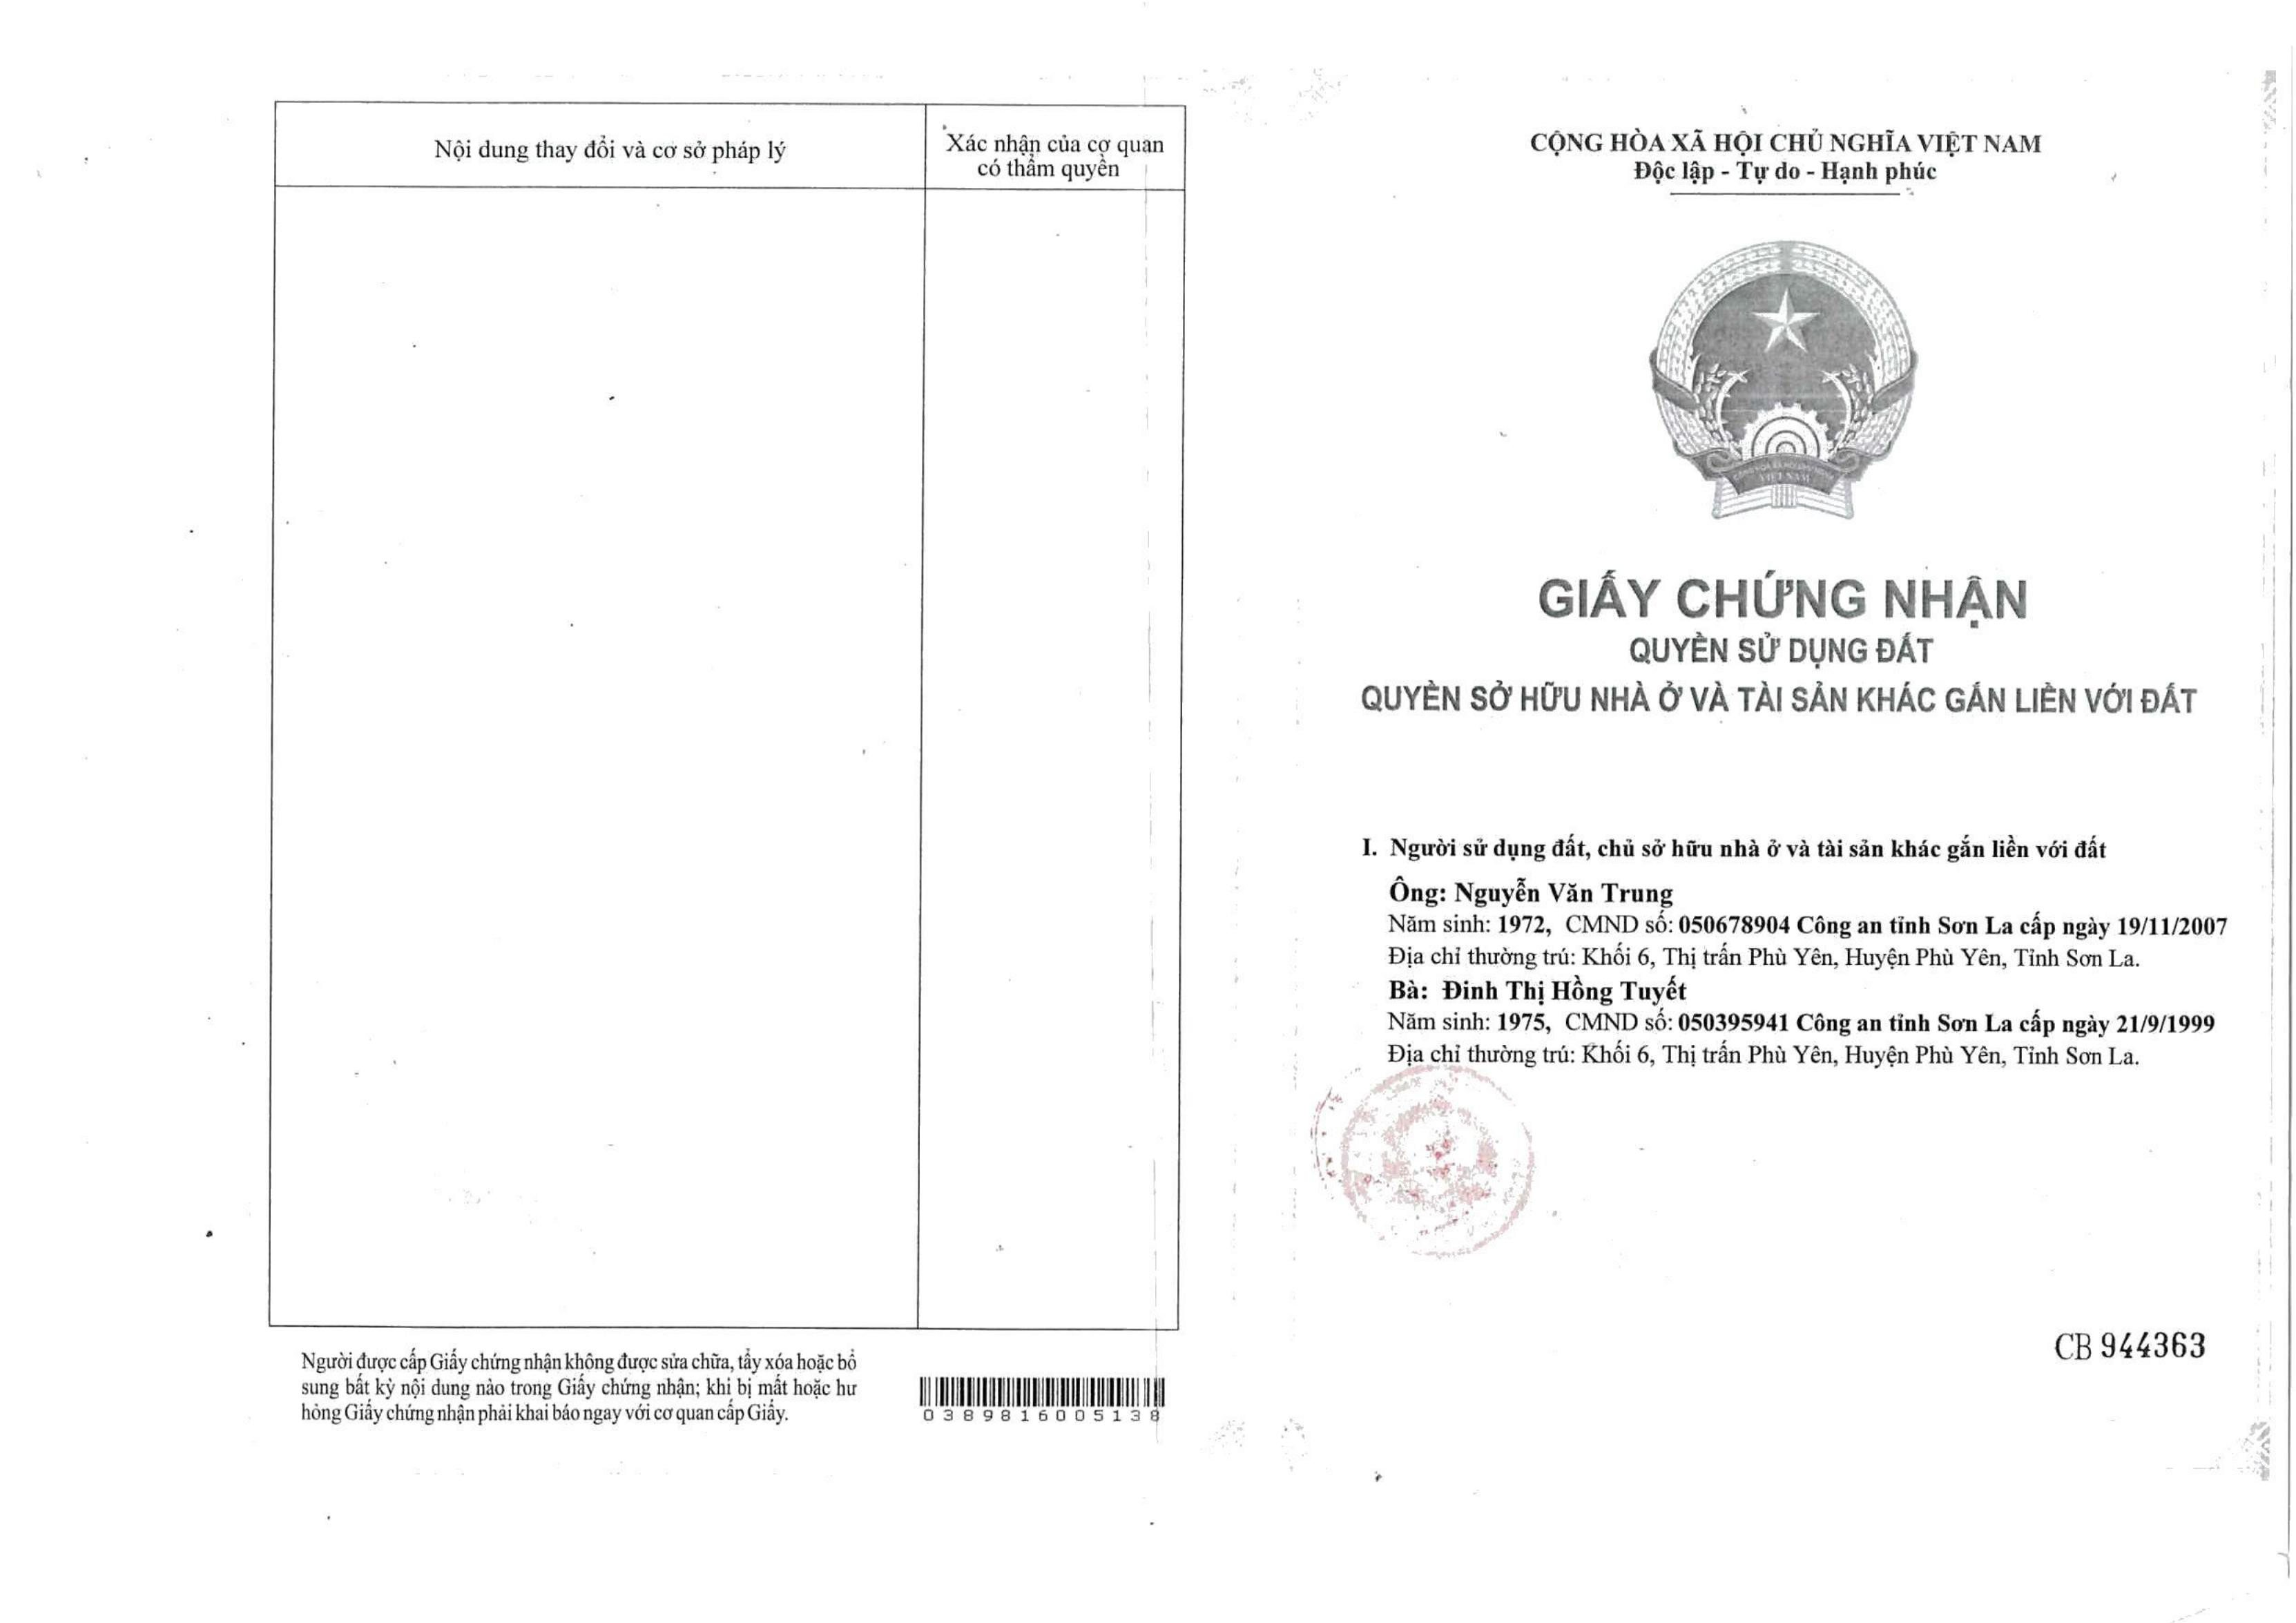 Nội dung thay đổi và cơ sở pháp lý
Xác nhận của cơ quan
có thẩm quyền
Người được cấp Giấy chứng nhận không được sửa chữa, tẩy xóa hoặc bổ
sung bất kỳ nội dung nào trong Giấy chứng nhận; khi bị mất hoặc hư
hỏng Giấy chứng nhận phải khai báo ngay với cơ quan cấp Giấy.
0389816005138
CỘNG HÒA XÃ HỘI CHỦ NGHĨA VIỆT NAM
Độc lập - Tự do - Hạnh phúc
VIỆT NAM
GIẤY CHỨNG NHẬN
QUYỀN SỬ DỤNG ĐẤT
QUYỀN SỞ HỮU NHÀ Ở VÀ TÀI SẢN KHÁC GẮN LIỀN VỚI ĐẤT
I. Người sử dụng đất, chủ sở hữu nhà ở và tài sản khác gắn liền với đất
Ông: Nguyễn Văn Trung
Năm sinh: 1972, CMND số: 050678904 Công an tỉnh Sơn La cấp ngày 19/11/2007
Địa chỉ thường trú: Khối 6, Thị trấn Phù Yên, Huyện Phù Yên, Tỉnh Sơn La.
Bà: Đinh Thị Hồng Tuyết
Năm sinh: 1975, CMND số: 050395941 Công an tỉnh Sơn La cấp ngày 21/9/1999
Địa chỉ thường trú: Khối 6, Thị trấn Phù Yên, Huyện Phù Yên, Tỉnh Sơn La.
CB 944363